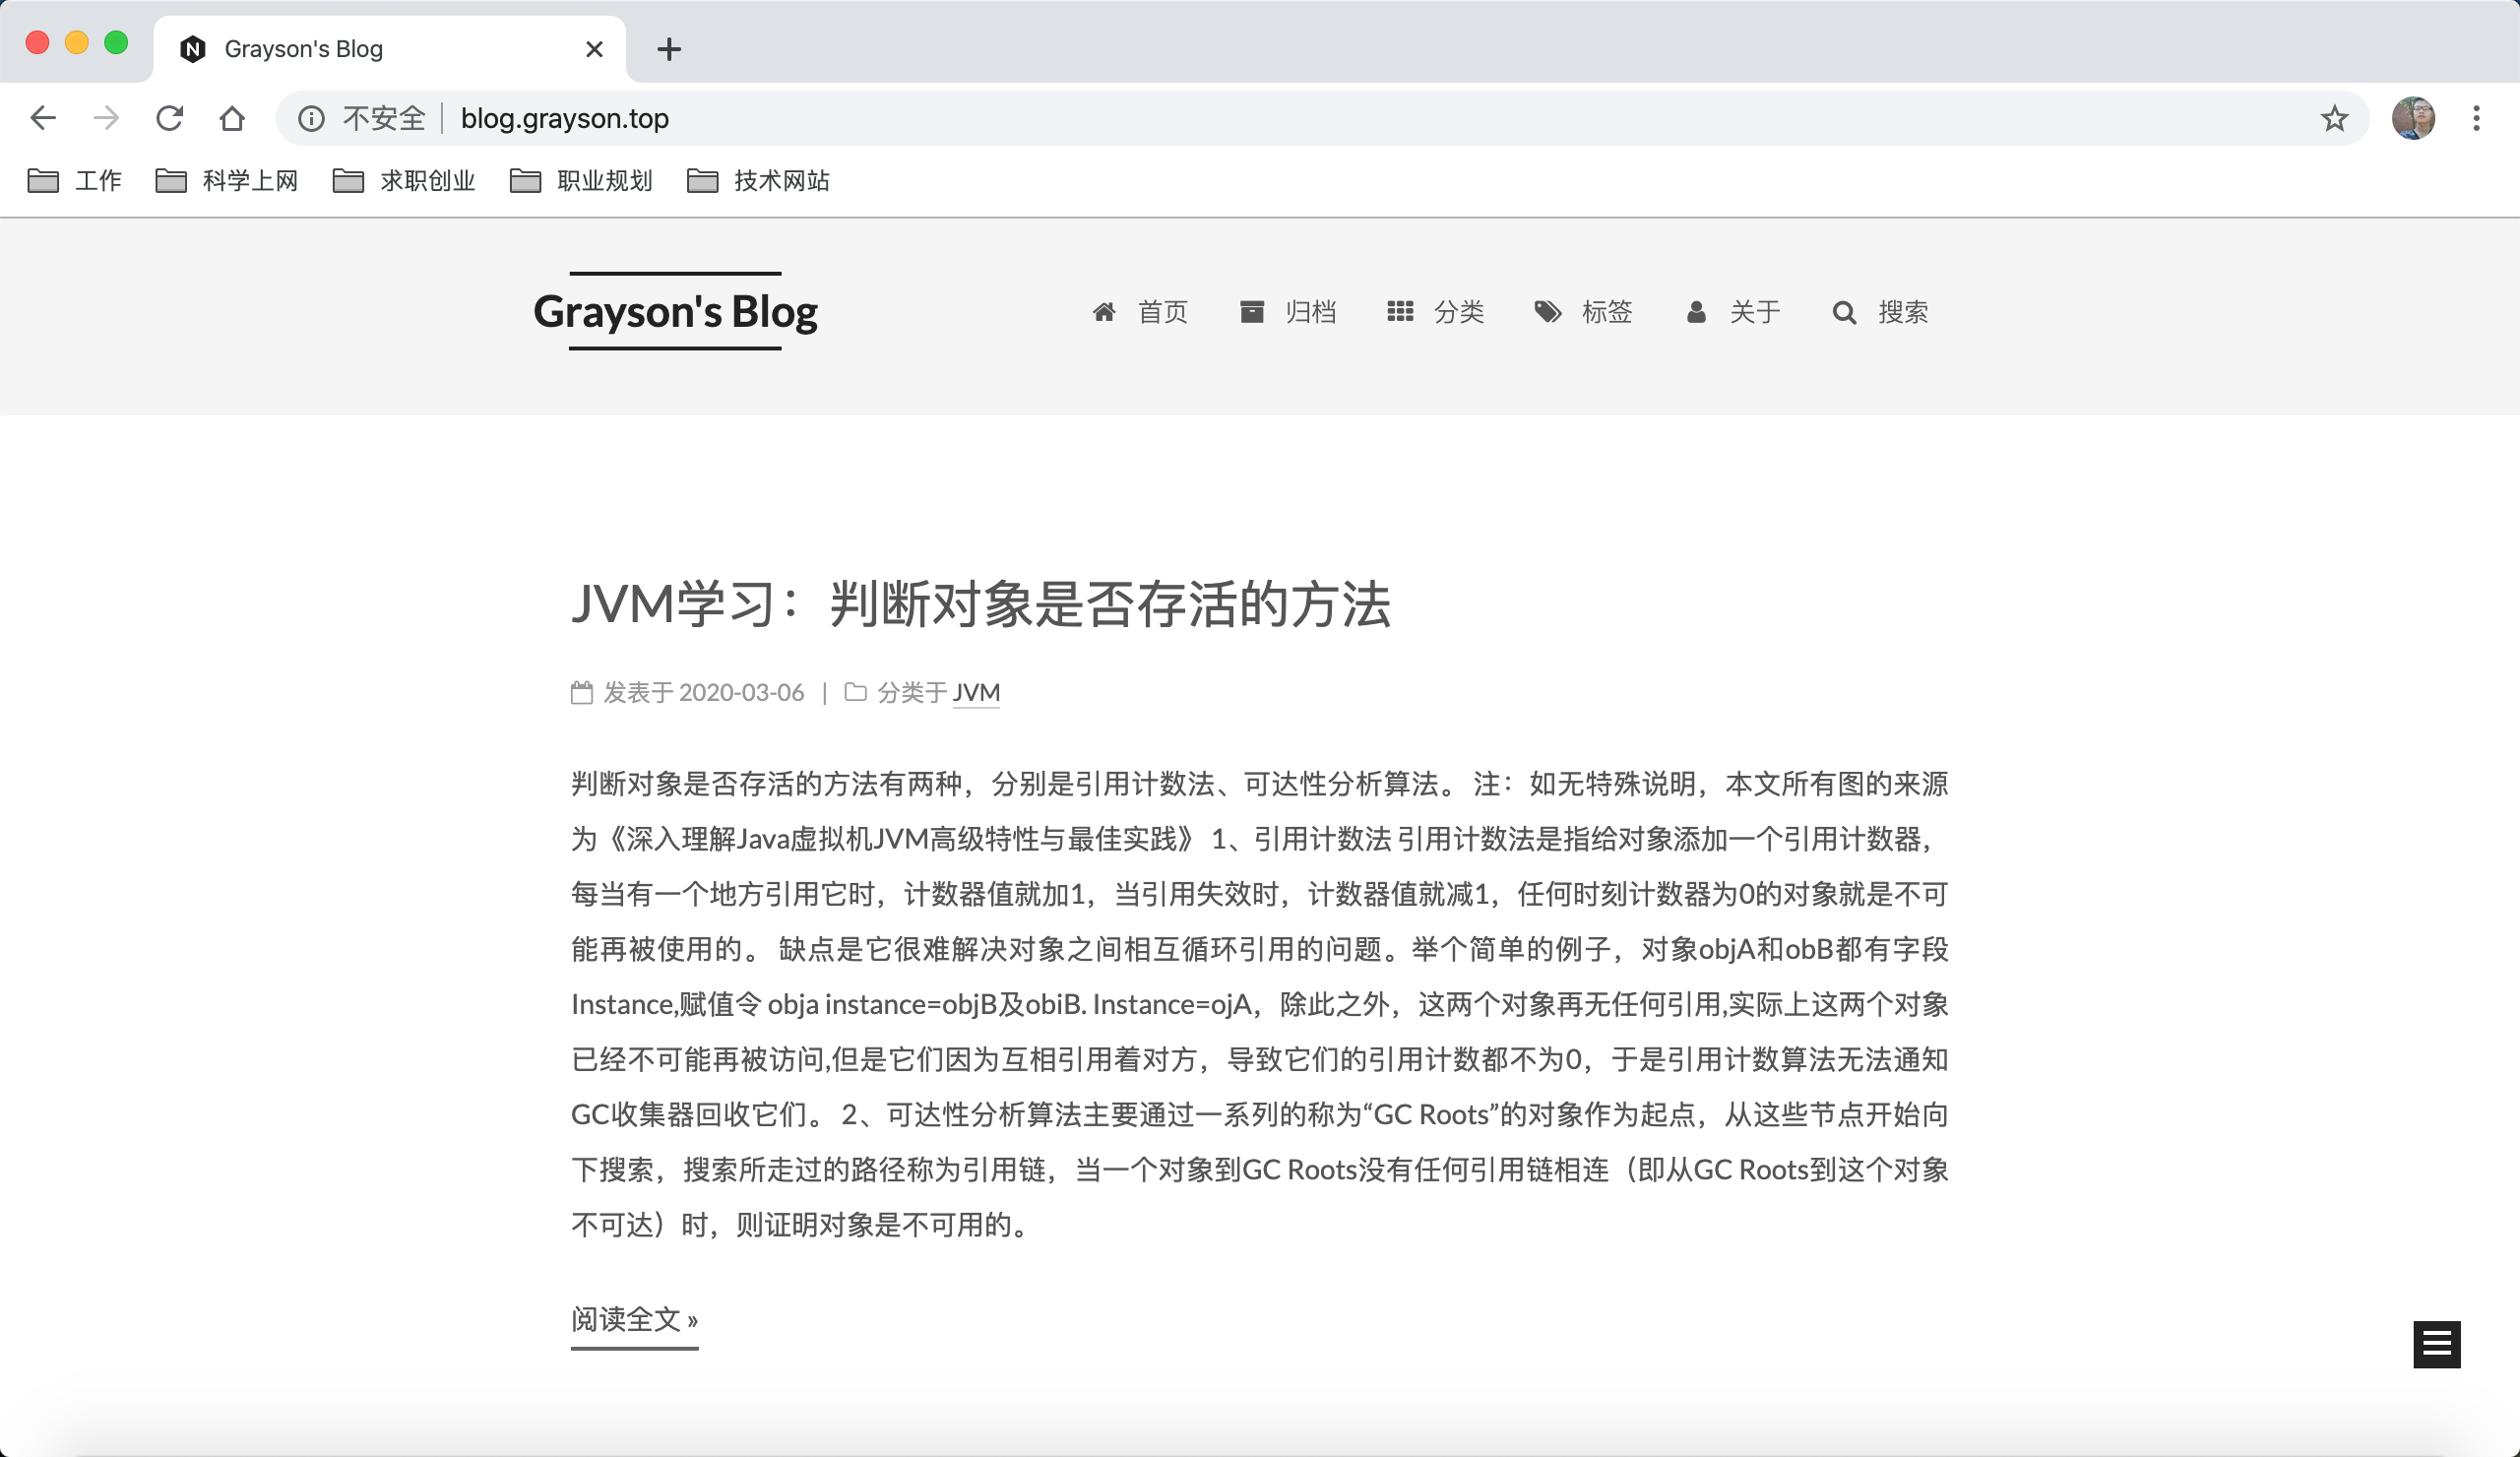 Grayson's Blog
不安全 blog.grayson.top
工作 科学上网 求职创业 职业规划 技术网站
Grayson's Blog 首页 归档 分类 标签 关于 搜索
JVM学习：判断对象是否存活的方法
发表于 2020-03-06 | 分类于 JVM
判断对象是否存活的方法有两种，分别是引用计数法、可达性分析算法。 注：如无特殊说明，本文所有图的来源
为《深入理解Java虚拟机JVM高级特性与最佳实践》 1、引用计数法 引用计数法是指给对象添加一个引用计数器，
每当有一个地方引用它时，计数器值就加1，当引用失效时，计数器值就减1，任何时刻计数器为0的对象就是不可
能再被使用的。 缺点是它很难解决对象之间相互循环引用的问题。举个简单的例子，对象objA和obB都有字段
Instance,赋值令 obja instance=objB及obiB. Instance=ojA，除此之外，这两个对象再无任何引用,实际上这两个对象
已经不可能再被访问,但是它们因为互相引用着对方，导致它们的引用计数都不为0，于是引用计数算法无法通知
GC收集器回收它们。 2、可达性分析算法主要通过一系列的称为“GC Roots”的对象作为起点，从这些节点开始向
下搜索，搜索所走过的路径称为引用链，当一个对象到GC Roots没有任何引用链相连（即从GC Roots到这个对象
不可达）时，则证明对象是不可用的。
阅读全文 »